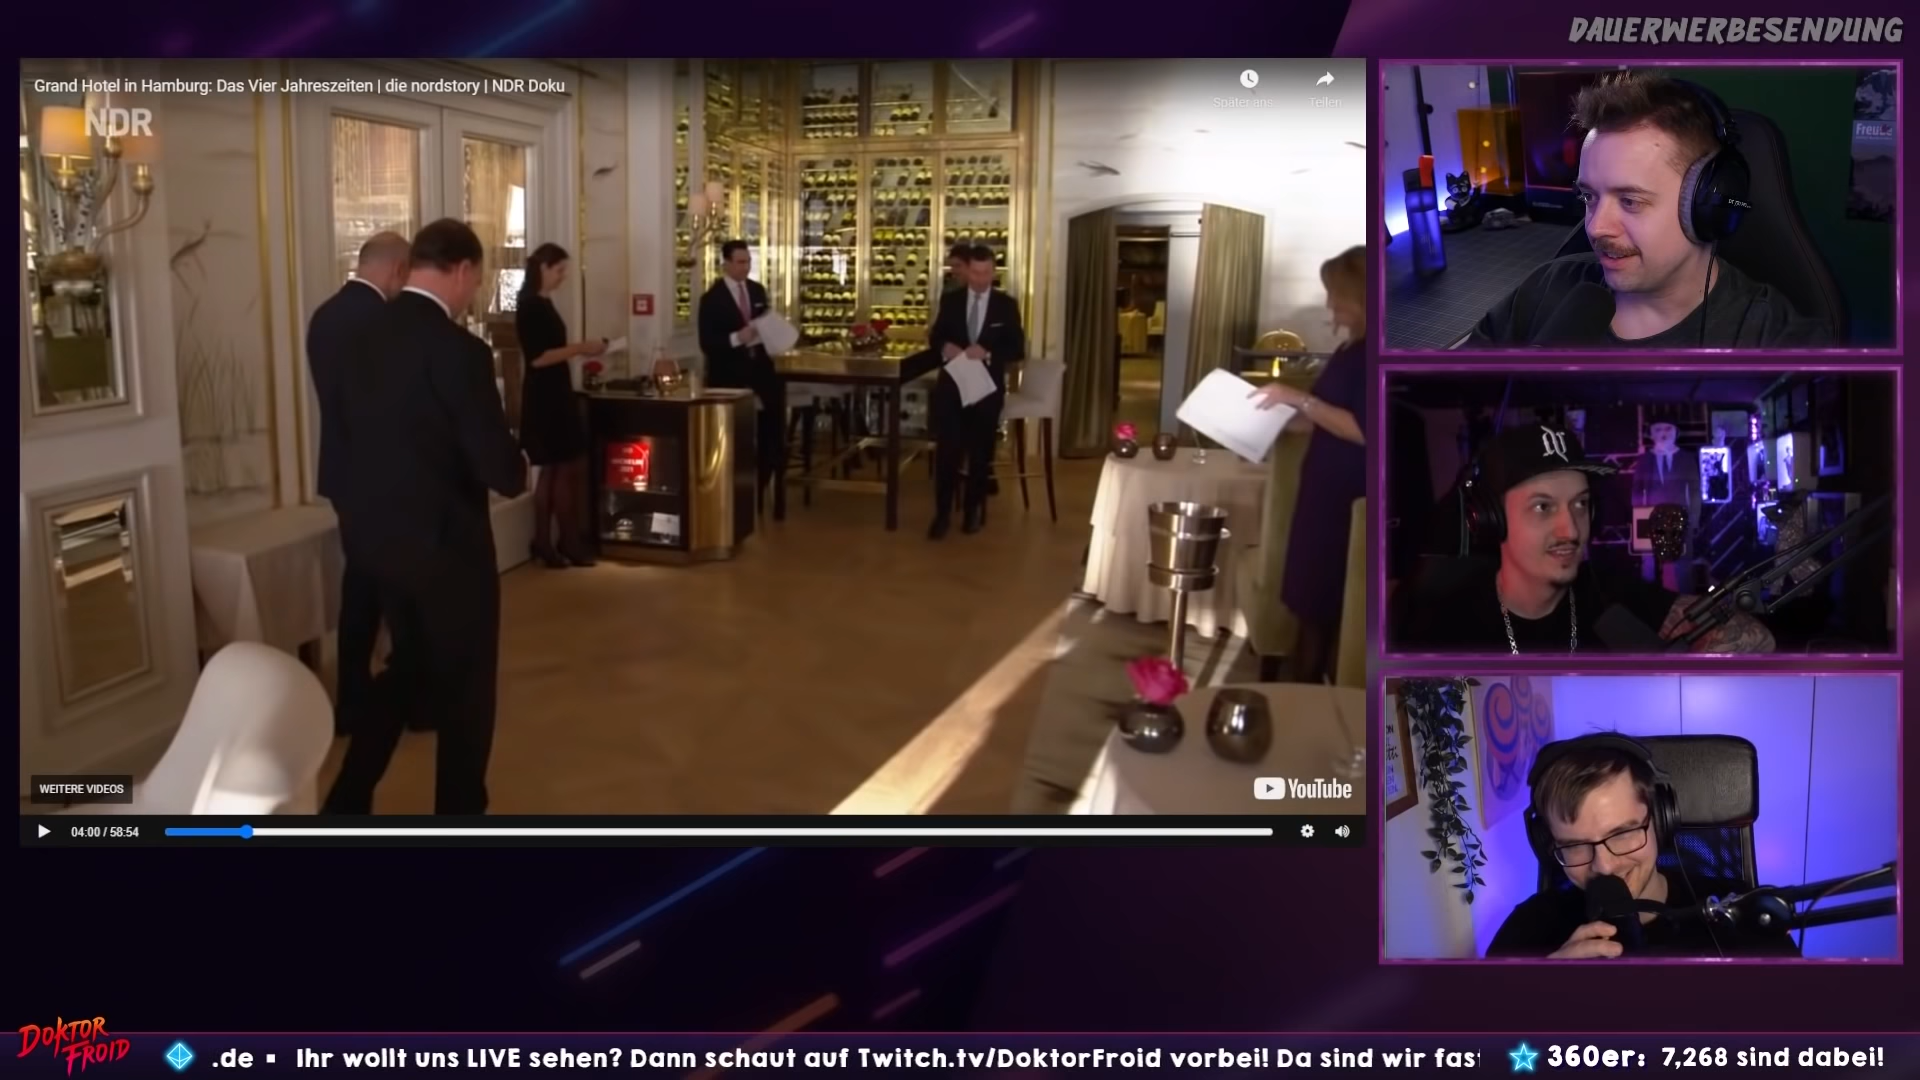 DAUERWERBESENDUNG
Grand Hotel in Hamburg: Das Vier Jahreszeiten | die nordstory | NDR Doku
NDR
Später ans
Teilen
WEITERE VIDEOS
YouTube
04:00 / 58:54
DOKTOR
FROID
.de ▪ Ihr wollt uns LIVE sehen? Dann schaut auf Twitch.tv/DoktorFroid vorbei! Da sind wir fast
360er: 7,268 sind dabei!